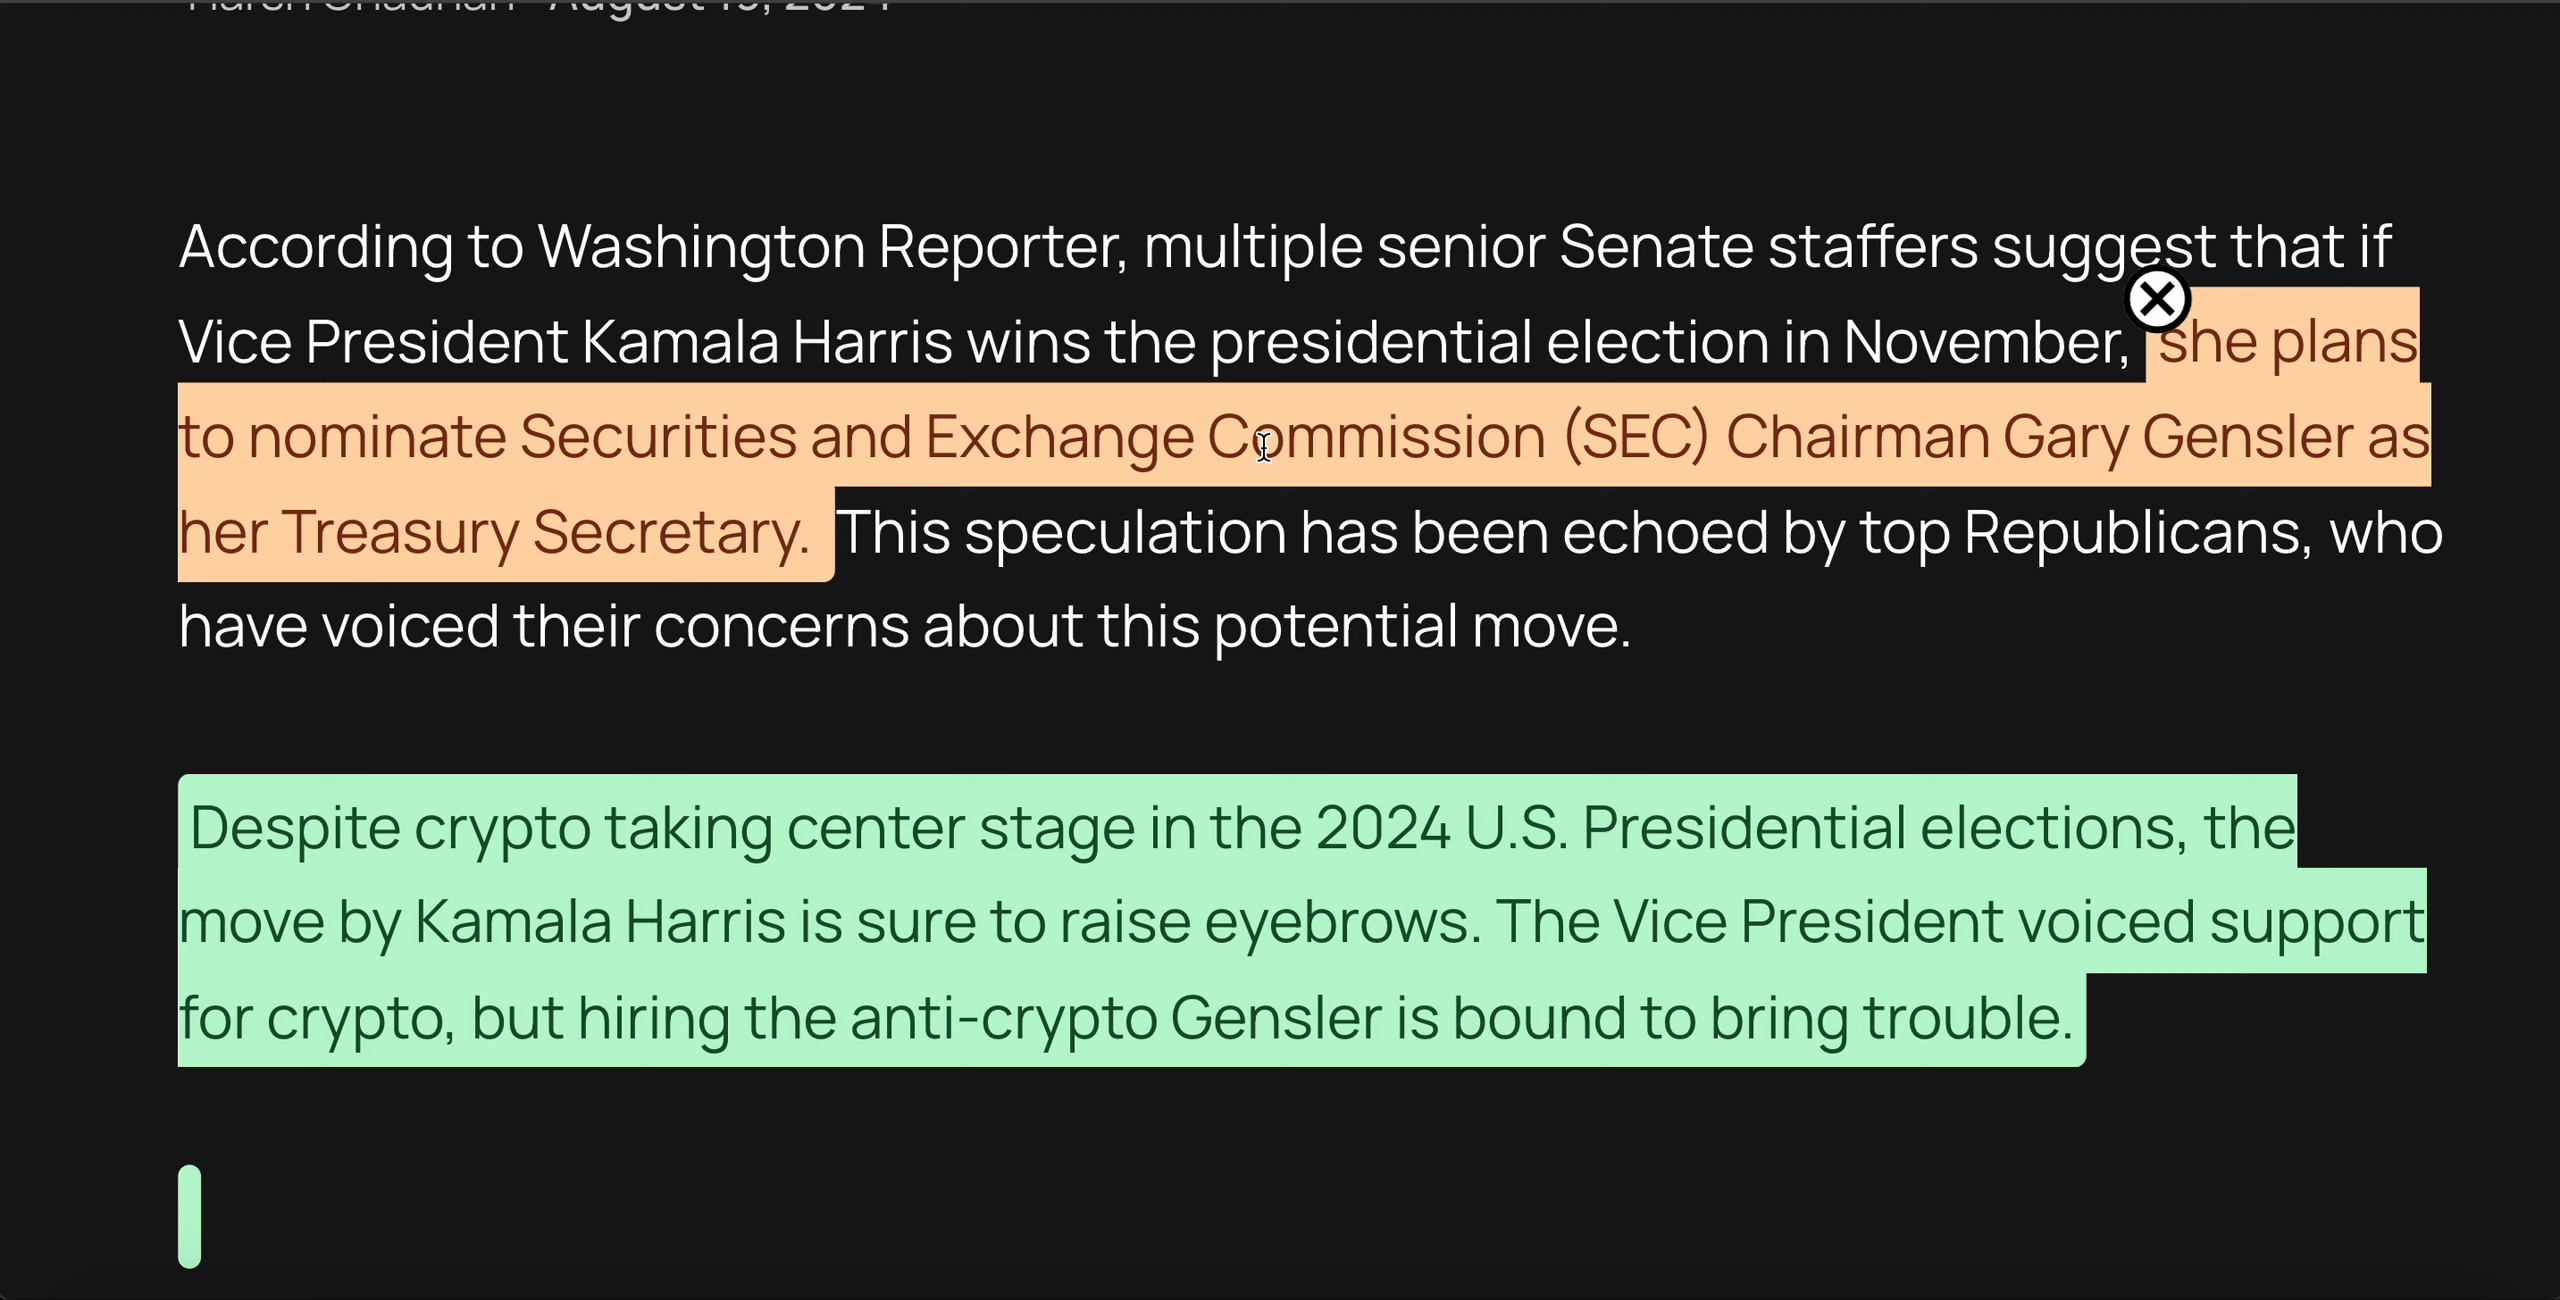 August 19, 2024
According to Washington Reporter, multiple senior Senate staffers suggest that if
Vice President Kamala Harris wins the presidential election in November, she plans
to nominate Securities and Exchange Commission (SEC) Chairman Gary Gensler as
her Treasury Secretary. This speculation has been echoed by top Republicans, who
have voiced their concerns about this potential move.
Despite crypto taking center stage in the 2024 U.S. Presidential elections, the
move by Kamala Harris is sure to raise eyebrows. The Vice President voiced support
for crypto, but hiring the anti-crypto Gensler is bound to bring trouble.